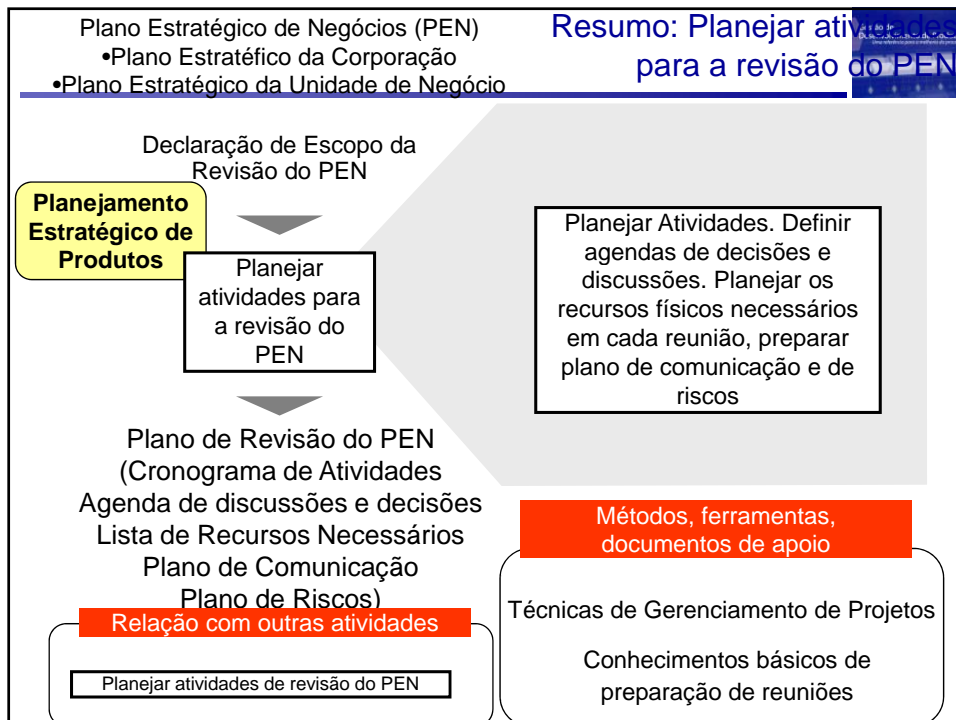 Plano Estratégico de Negócios (PEN)
•Plano Estratéfico da Corporação
•Plano Estratégico da Unidade de Negócio
Resumo: Planejar atividades
para a revisão do PEN
Declaração de Escopo da
Revisão do PEN
Planejamento
Estratégico de
Produtos
Planejar
atividades para
a revisão do
PEN
Planejar Atividades. Definir
agendas de decisões e
discussões. Planejar os
recursos físicos necessários
em cada reunião, preparar
plano de comunicação e de
riscos
Plano de Revisão do PEN
(Cronograma de Atividades
Agenda de discussões e decisões
Lista de Recursos Necessários
Plano de Comunicação
Plano de Riscos)
Relação com outras atividades
Planejar atividades de revisão do PEN
Métodos, ferramentas,
documentos de apoio
Técnicas de Gerenciamento de Projetos
Conhecimentos básicos de
preparação de reuniões